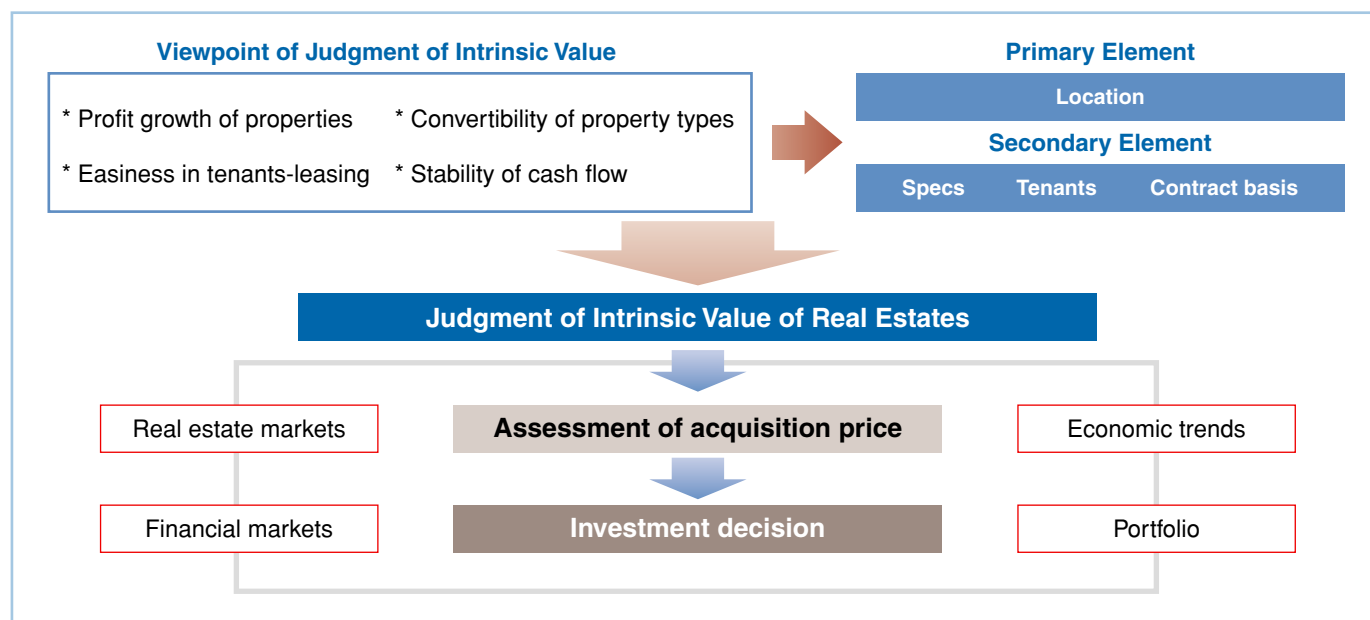 Viewpoint of Judgment of Intrinsic Value
* Profit growth of properties
* Convertibility of property types
* Easiness in tenants-leasing
* Stability of cash flow
Primary Element
Location
Secondary Element
Specs Tenants Contract basis
Judgment of Intrinsic Value of Real Estates
Real estate markets
Assessment of acquisition price
Economic trends
Financial markets
Investment decision
Portfolio